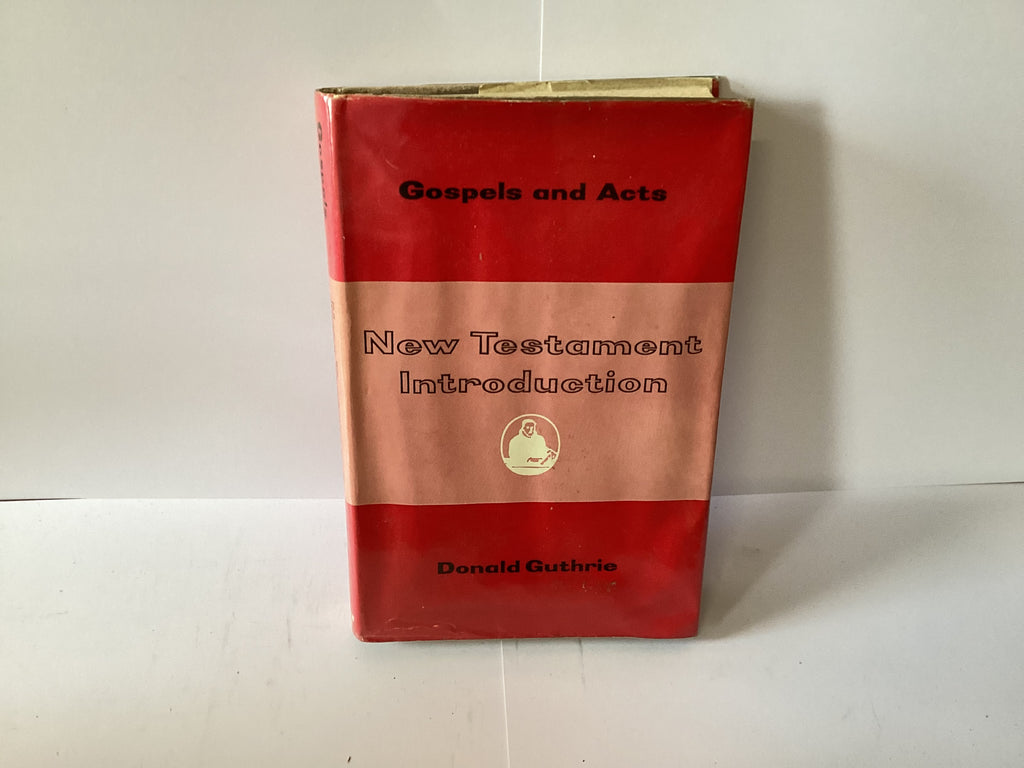 Gospels and Acts
New Testament
Introduction
Donald Guthrie